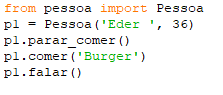 from pessoa import Pessoa
p1 = Pessoa('Eder ', 36)
p1.parar_comer()
p1.comer('Burger')
p1.falar()